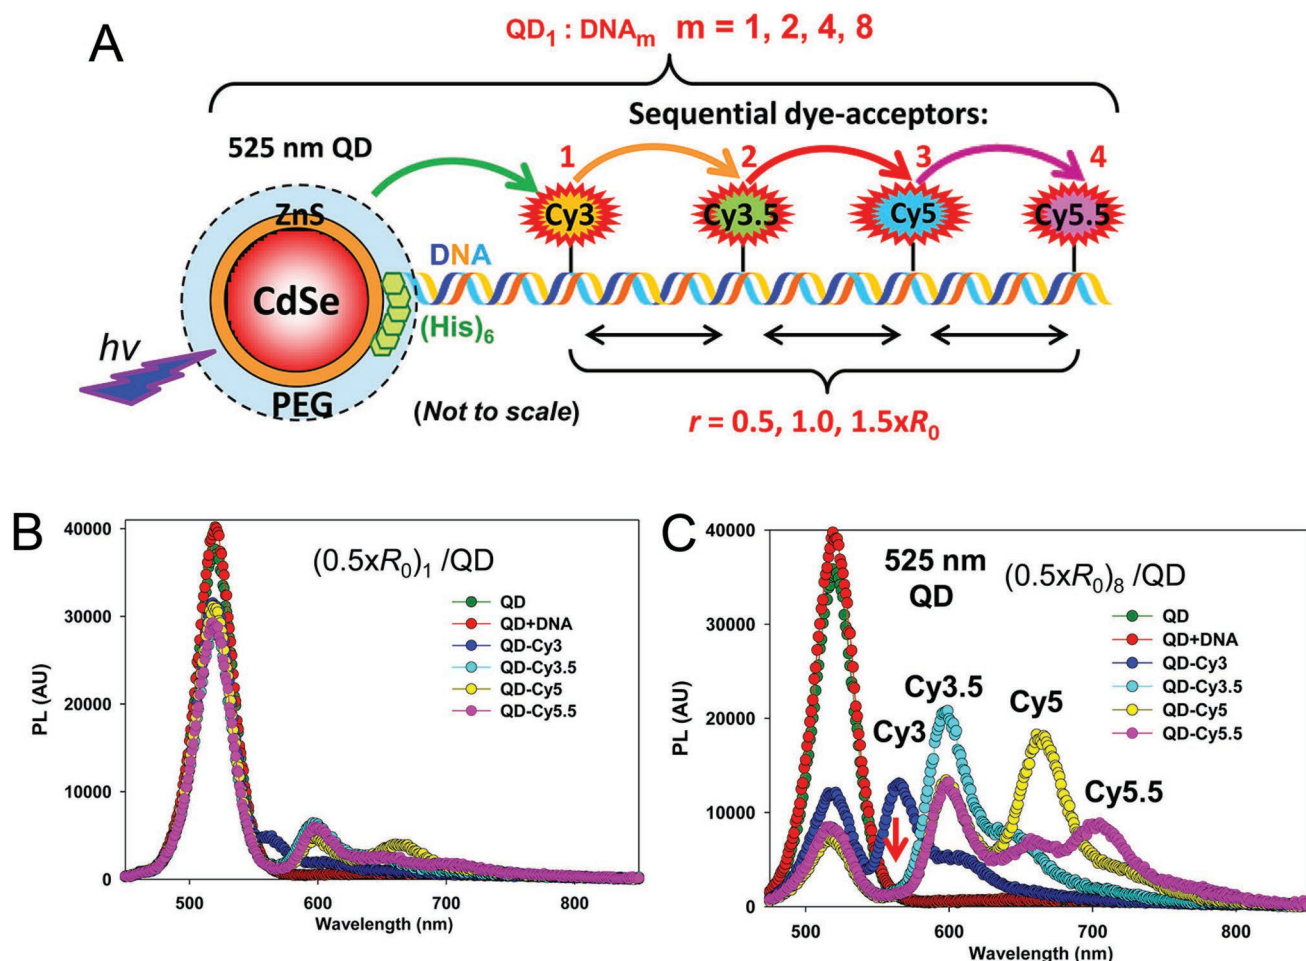 A
QD1 : DNAm m = 1, 2, 4, 8
Sequential dye-acceptors:
525 nm QD
1 2 3 4
ZnS
Cy3 Cy3.5 Cy5 Cy5.5
DNA
CdSe
(His)6
hv
PEG
(Not to scale)
r = 0.5, 1.0, 1.5xR0
B
(0.5xR0)1 /QD
QD
QD+DNA
QD-Cy3
QD-Cy3.5
QD-Cy5
QD-Cy5.5
PL (AU)
40000
30000
20000
10000
0
500 600 700 800
Wavelength (nm)
C
525 nm
QD
(0.5xR0)8 /QD
QD
QD+DNA
QD-Cy3
QD-Cy3.5
QD-Cy5
QD-Cy5.5
Cy3.5
Cy5
Cy3
Cy5.5
PL (AU)
40000
30000
20000
10000
0
500 600 700 800
Wavelength (nm)